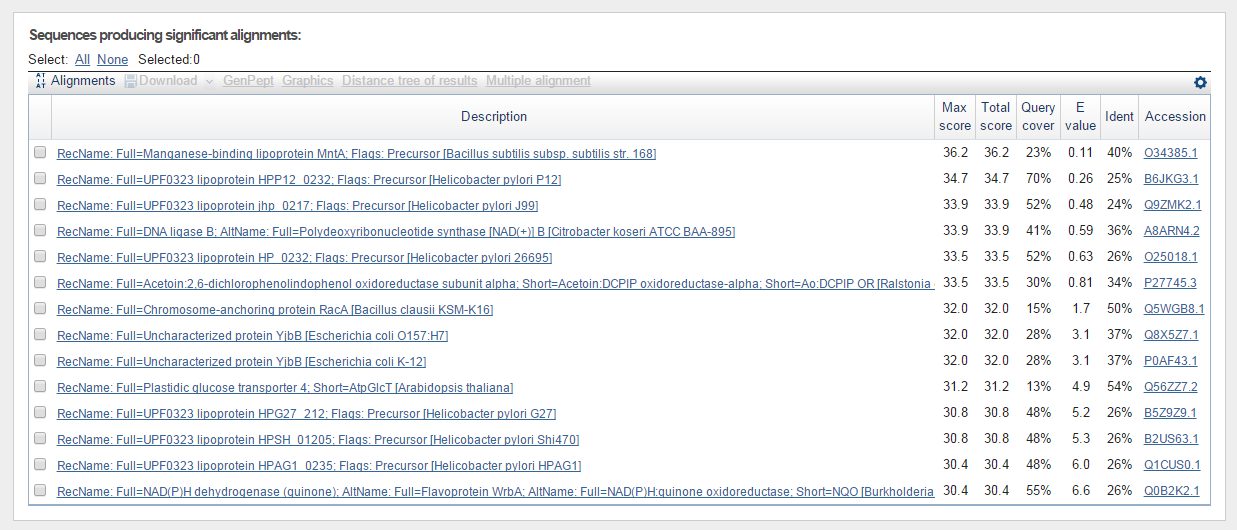 Sequences producing significant alignments:
Select: All None Selected:0
Alignments Download GenPept Graphics Distance tree of results Multiple alignment
Description Max score Total score Query cover E value Ident Accession
RecName: Full=Manganese-binding lipoprotein MntA; Flags: Precursor [Bacillus subtilis subsp. subtilis str. 168] 36.2 36.2 23% 0.11 40% O34385.1
RecName: Full=UPF0323 lipoprotein HPP12_0232; Flags: Precursor [Helicobacter pylori P12] 34.7 34.7 70% 0.26 25% B6JKG3.1
RecName: Full=UPF0323 lipoprotein jhp_0217; Flags: Precursor [Helicobacter pylori J99] 33.9 33.9 52% 0.48 24% Q9ZMK2.1
RecName: Full=DNA ligase B; AltName: Full=Polydeoxyribonucleotide synthase [NAD(+)] B [Citrobacter koseri ATCC BAA-895] 33.9 33.9 41% 0.59 36% A8ARN4.2
RecName: Full=UPF0323 lipoprotein HP_0232; Flags: Precursor [Helicobacter pylori 26695] 33.5 33.5 52% 0.63 26% O25018.1
RecName: Full=Acetoin:2,6-dichlorophenolindophenol oxidoreductase subunit alpha; Short=Acetoin:DCPIP oxidoreductase-alpha; Short=Ao:DCPIP OR [Ralstonia 33.5 33.5 30% 0.81 34% P27745.3
RecName: Full=Chromosome-anchoring protein RacA [Bacillus clausii KSM-K16] 32.0 32.0 15% 1.7 50% Q5WGB8.1
RecName: Full=Uncharacterized protein YjbB [Escherichia coli O157:H7] 32.0 32.0 28% 3.1 37% Q8X5Z7.1
RecName: Full=Uncharacterized protein YjbB [Escherichia coli K-12] 32.0 32.0 28% 3.1 37% P0AF43.1
RecName: Full=Plastidic glucose transporter 4; Short=AtpGlcT [Arabidopsis thaliana] 31.2 31.2 13% 4.9 54% Q56ZZ7.2
RecName: Full=UPF0323 lipoprotein HPG27_212; Flags: Precursor [Helicobacter pylori G27] 30.8 30.8 48% 5.2 26% B5Z9Z9.1
RecName: Full=UPF0323 lipoprotein HPSH_01205; Flags: Precursor [Helicobacter pylori Shi470] 30.8 30.8 48% 5.3 26% B2US63.1
RecName: Full=UPF0323 lipoprotein HPAG1_0235; Flags: Precursor [Helicobacter pylori HPAG1] 30.4 30.4 48% 6.0 26% Q1CUS0.1
RecName: Full=NAD(P)H dehydrogenase (quinone); AltName: Full=Flavoprotein WrbA; AltName: Full=NAD(P)H:quinone oxidoreductase; Short=NQO [Burkholderia 30.4 30.4 55% 6.6 26% Q0B2K2.1